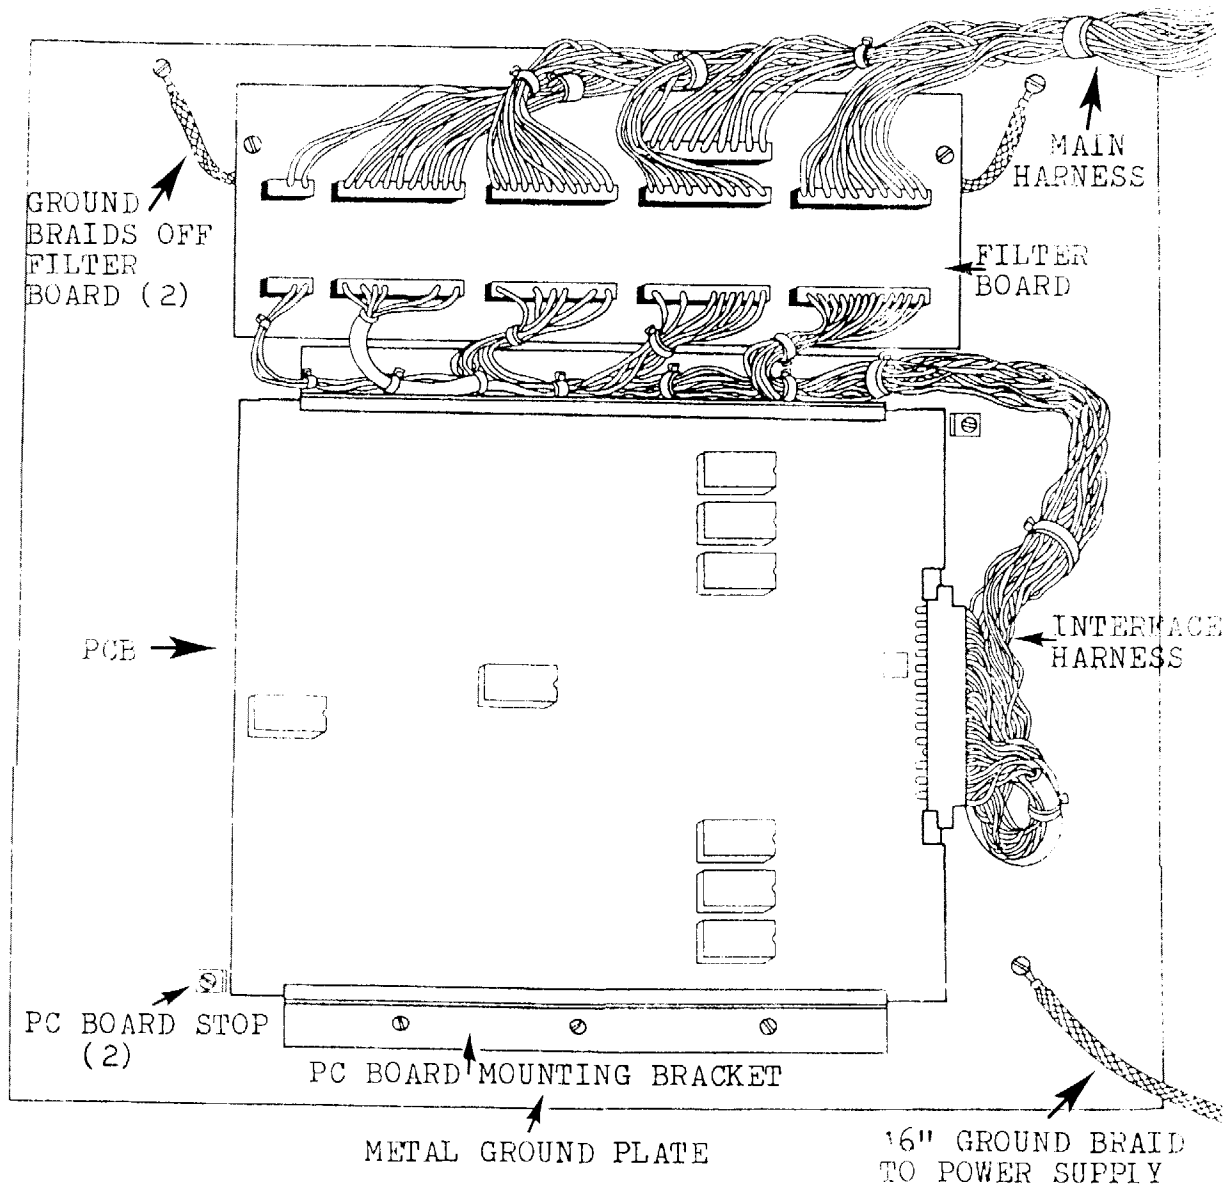 MAIN
HARNESS
GROUND
BRAIDS OFF
FILTER
BOARD (2)
FILTER
BOARD
PCB
INTERFACE
HARNESS
PC BOARD STOP
(2)
PC BOARD MOUNTING BRACKET
METAL GROUND PLATE
16" GROUND BRAID
TO POWER SUPPLY